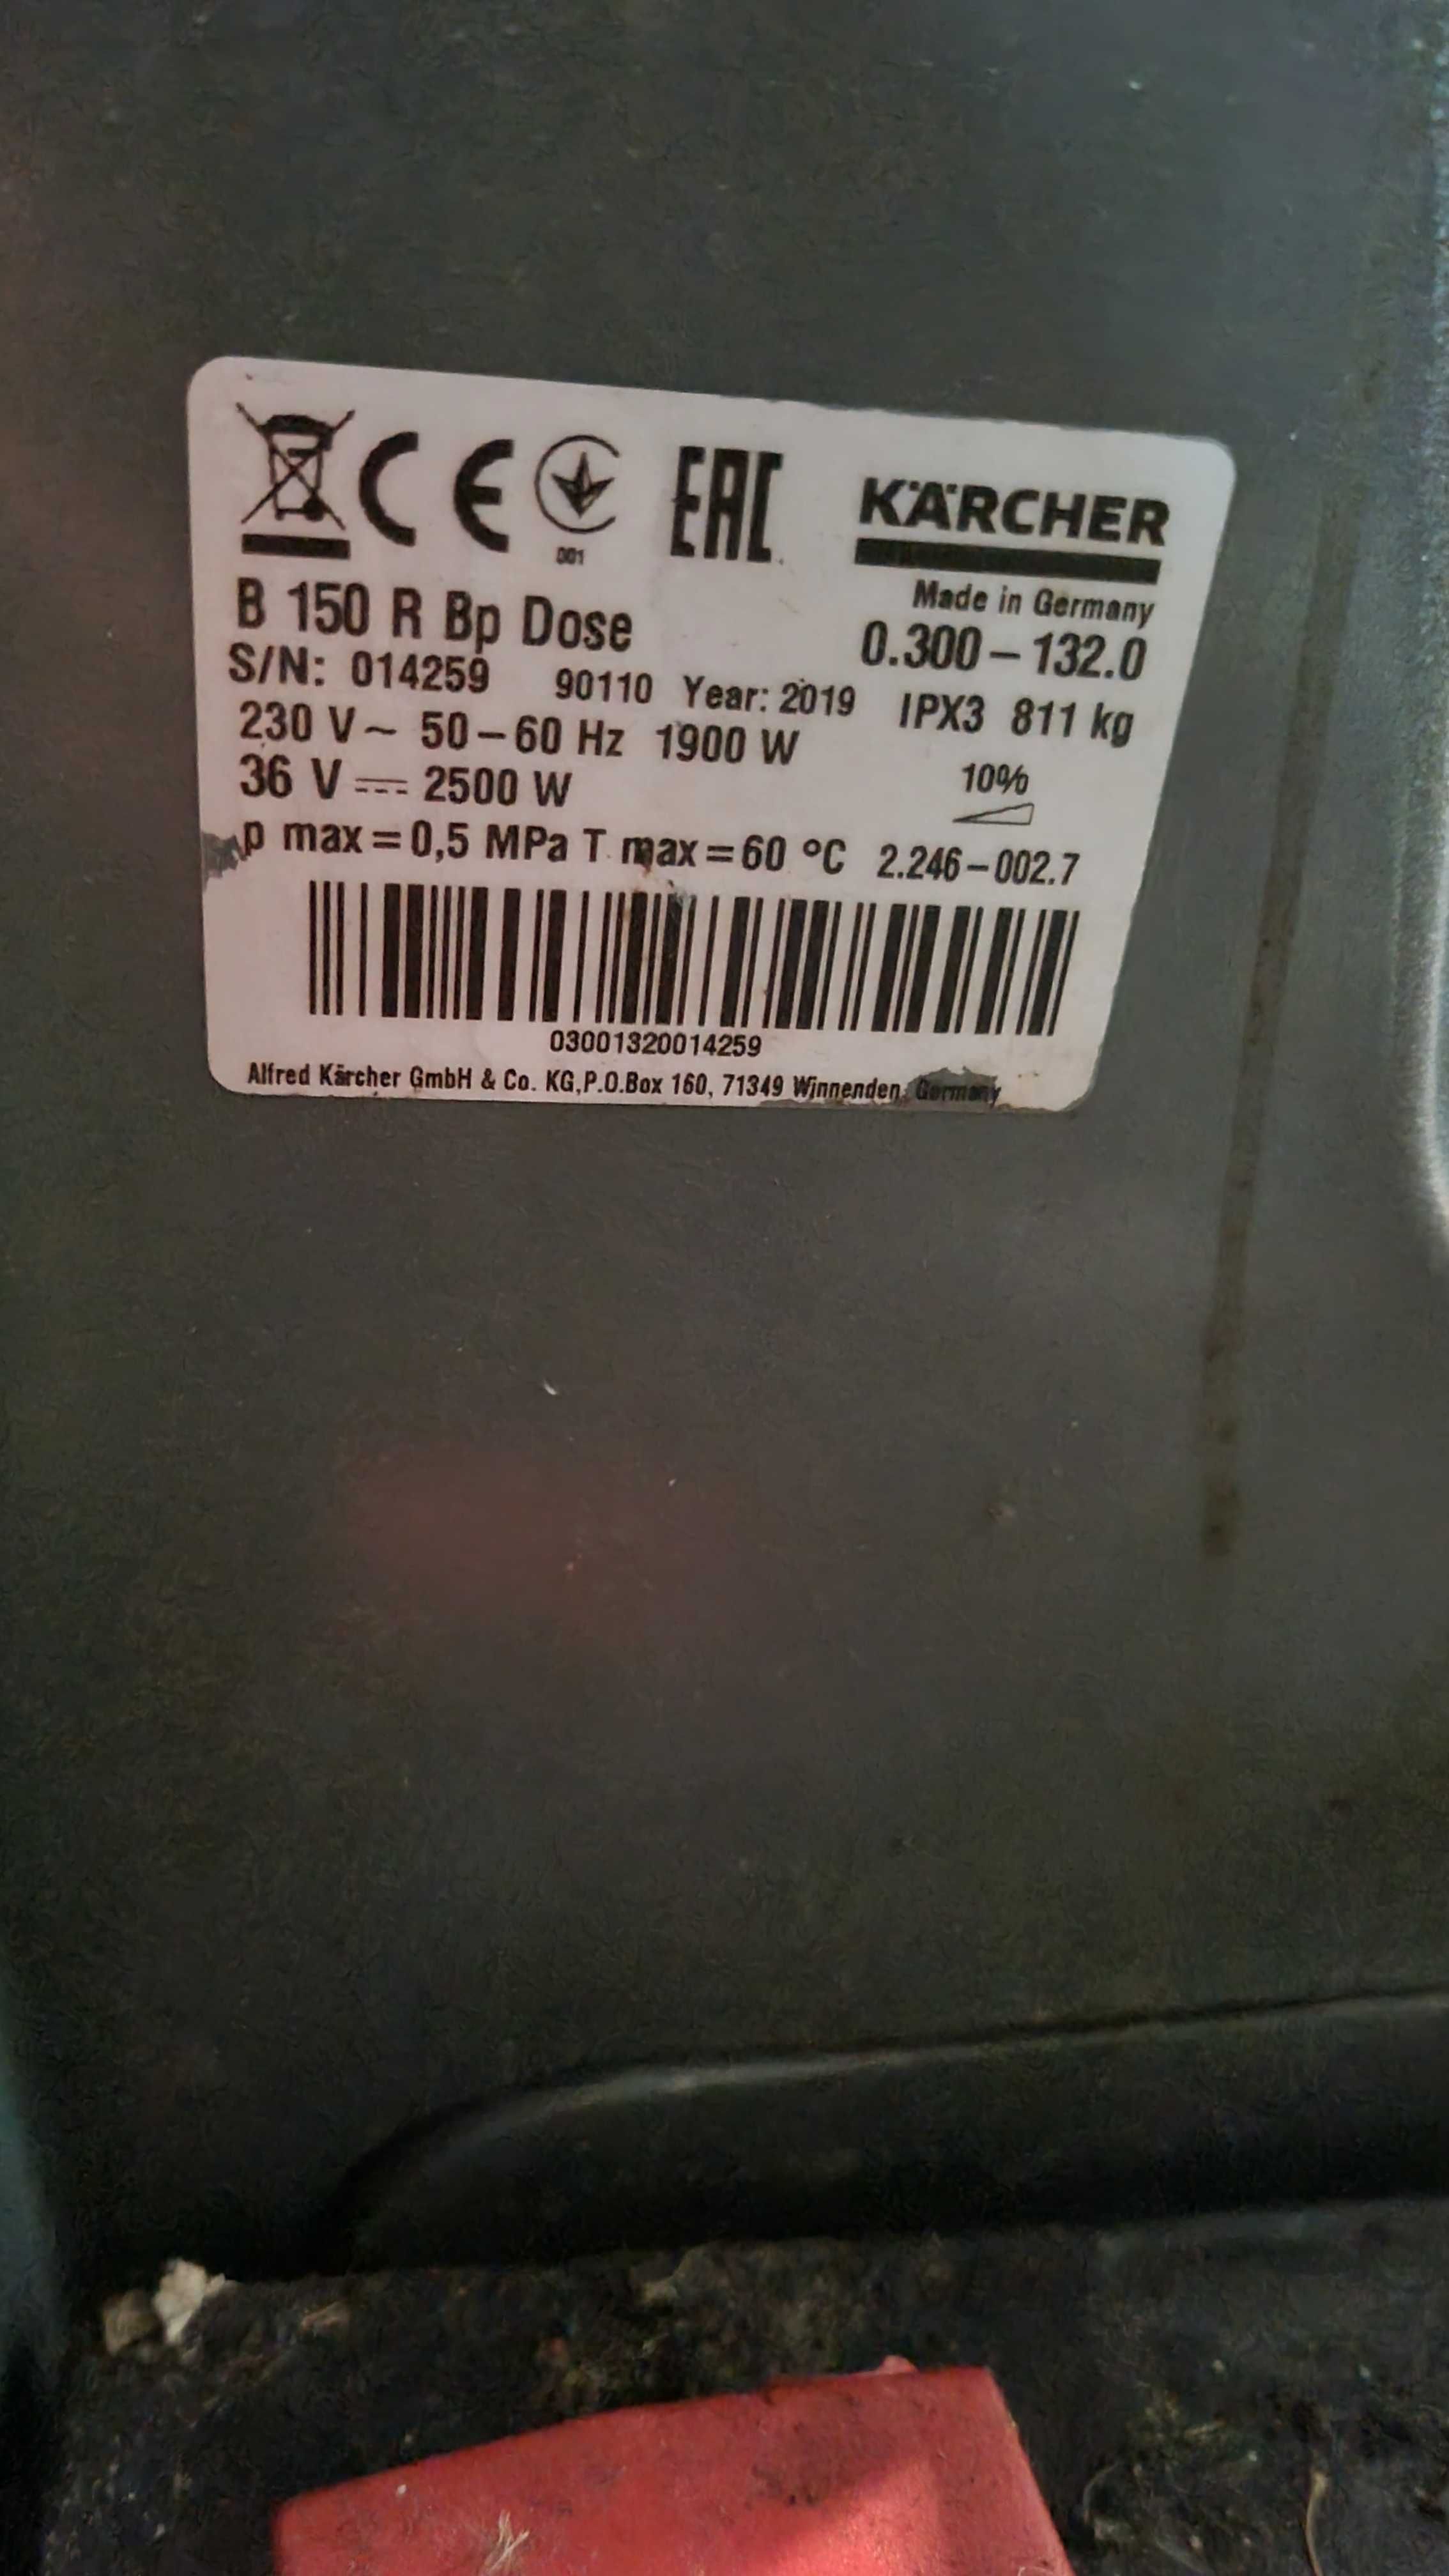 CE 001 EAC KÄRCHER
Made in Germany
B 150 R Bp Dose 0.300-132.0
S/N: 014259 90110 Year: 2019 IPX3 811 kg
230 V~ 50-60 Hz 1900 W
10%
36 V⎓ 2500 W
p max=0,5 MPa T max=60 °C 2.246-002.7
03001320014259
Alfred Kärcher GmbH & Co. KG,P.O.Box 160, 71349 Winnenden, Germany